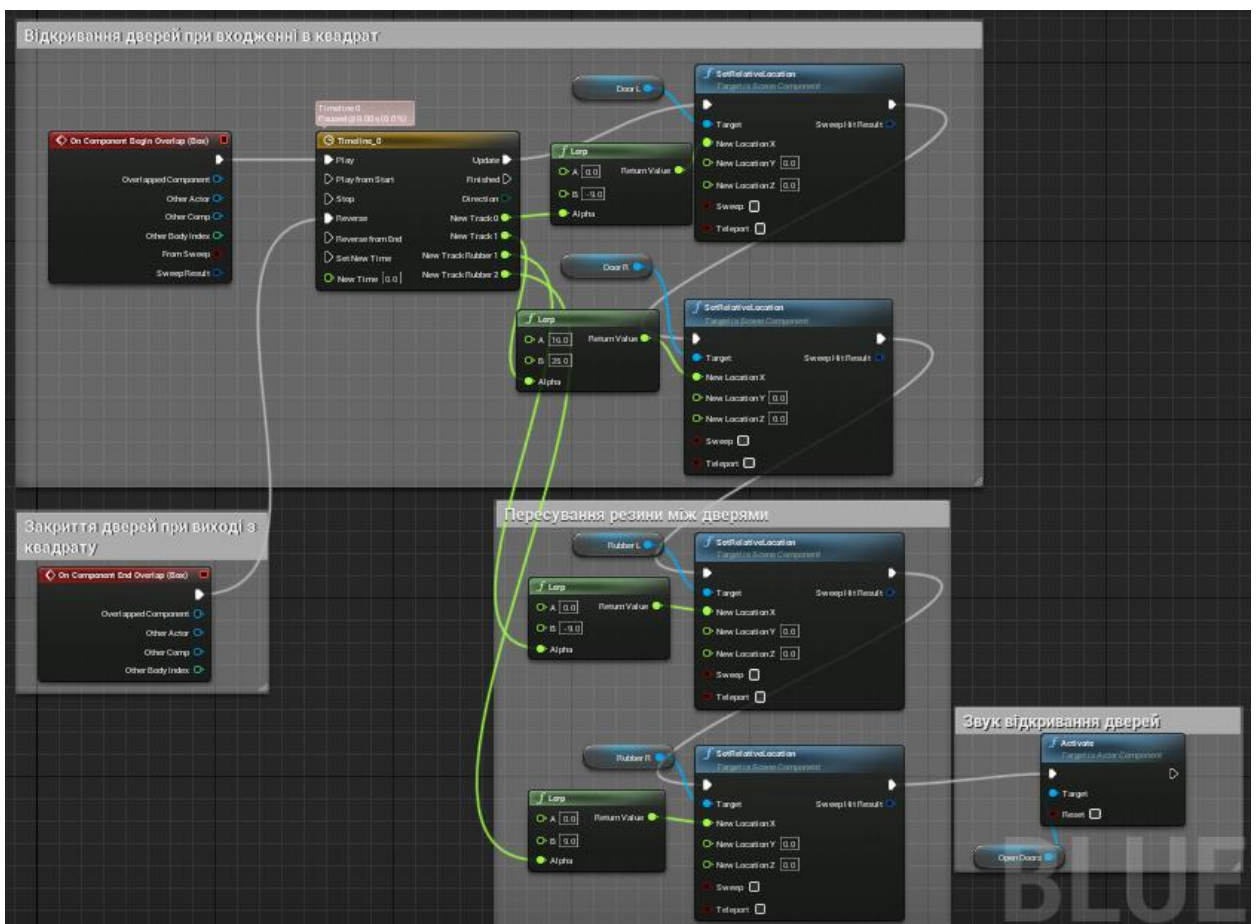 Відкривання дверей при входженні в квадрат
On Component Begin Overlap (Box)
Overlapped Component
Other Actor
Other Comp
Other Body Index
From Sweep
Sweep Result
Timeline 0
Paused @ 0.00 s (0.0 %)
Timeline_0
Play
Update
Play from Start
Finished
Stop
Direction
Reverse
New Track 0
Reverse from End
New Track 1
Set New Time
New Track Rubber 1
New Time 0.0
New Track Rubber 2
Door L
Lerp
A 0.0
Return Value
B -9.0
Alpha
SetRelativeLocation
Target is Scene Component
Target
Sweep Hit Result
New Location X
New Location Y 0.0
New Location Z 0.0
Sweep
Teleport
Door R
Lerp
A 16.0
Return Value
B 25.0
Alpha
SetRelativeLocation
Target is Scene Component
Target
Sweep Hit Result
New Location X
New Location Y 0.0
New Location Z 0.0
Sweep
Teleport
Закриття дверей при виході з
квадрату
On Component End Overlap (Box)
Overlapped Component
Other Actor
Other Comp
Other Body Index
Пересування резини між дверями
Rubber L
Lerp
A 0.0
Return Value
B -9.0
Alpha
SetRelativeLocation
Target is Scene Component
Target
Sweep Hit Result
New Location X
New Location Y 0.0
New Location Z 0.0
Sweep
Teleport
Rubber R
Lerp
A 0.0
Return Value
B 9.0
Alpha
SetRelativeLocation
Target is Scene Component
Target
Sweep Hit Result
New Location X
New Location Y 0.0
New Location Z 0.0
Sweep
Teleport
Звук відкривання дверей
Activate
Target is Actor Component
Target
Reset
Open Doors
BLUE